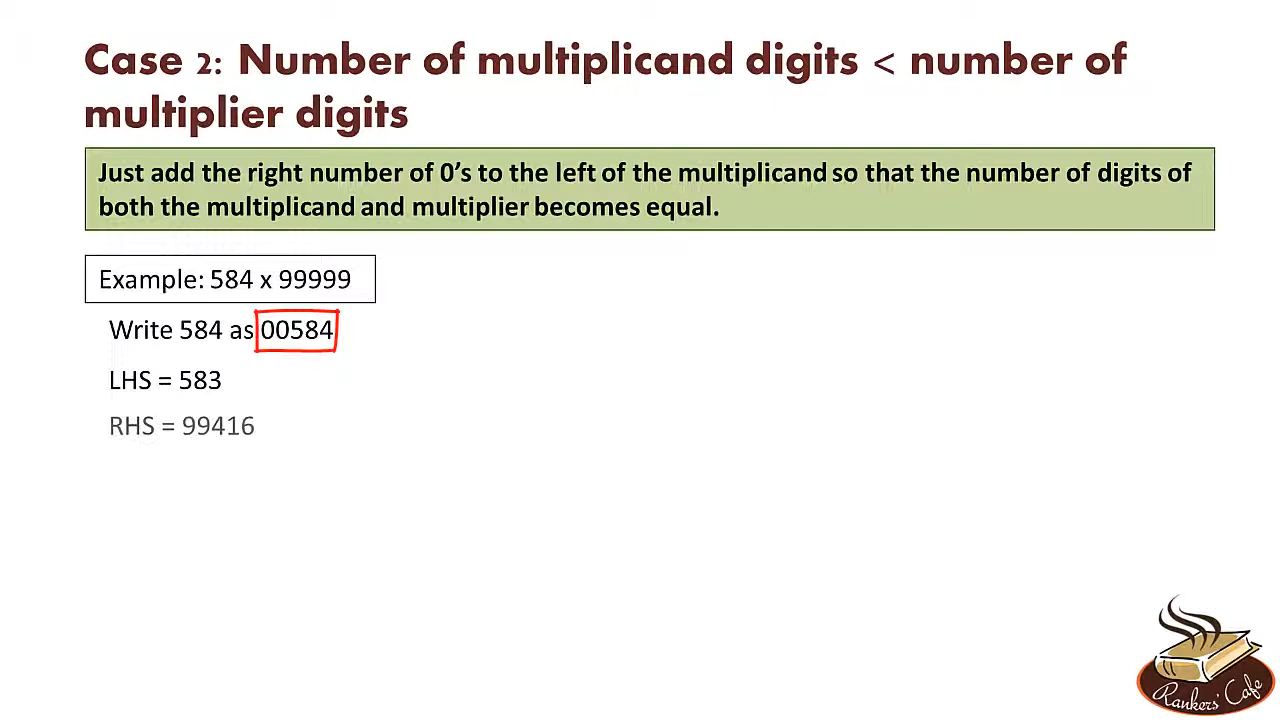 Case 2: Number of multiplicand digits < number of
multiplier digits
Just add the right number of 0's to the left of the multiplicand so that the number of digits of
both the multiplicand and multiplier becomes equal.
Example: 584 x 99999
Write 584 as 00584
LHS = 583
RHS = 99416
Rankers' Cafe